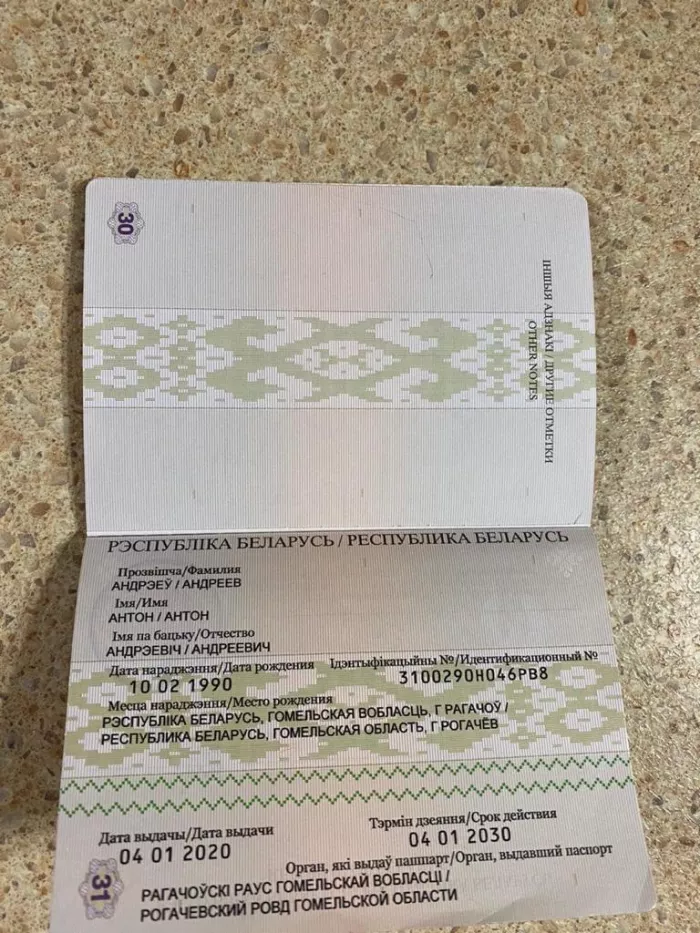 30
ІНШЫЯ АДЗНАКІ / ДРУГИЕ ОТМЕТКИ
OTHER NOTES
РЭСПУБЛІКА БЕЛАРУСЬ / РЕСПУБЛИКА БЕЛАРУСЬ
Прозвішча/Фамилия
АНДРЭЕЎ / АНДРЕЕВ
Імя/Имя
АНТОН / АНТОН
Імя па бацьку/Отчество
АНДРЭЕВІЧ / АНДРЕЕВИЧ
Дата нараджэння/Дата рождения Ідэнтыфікацыйны №/Идентификационный №
10 02 1990 3100290H046PB8
Месца нараджэння/Место рождения
РЭСПУБЛІКА БЕЛАРУСЬ, ГОМЕЛЬСКАЯ ВОБЛАСЦЬ, Г РАГАЧОЎ /
РЕСПУБЛИКА БЕЛАРУСЬ, ГОМЕЛЬСКАЯ ОБЛАСТЬ, Г РОГАЧЁВ
Дата выдачы/Дата выдачи Тэрмін дзеяння/Срок действия
04 01 2020 04 01 2030
Орган, які выдаў пашпарт/Орган, выдавший паспорт
РАГАЧОЎСКІ РАУС ГОМЕЛЬСКАЙ ВОБЛАСЦІ /
РОГАЧЕВСКИЙ РОВД ГОМЕЛЬСКОЙ ОБЛАСТИ
31